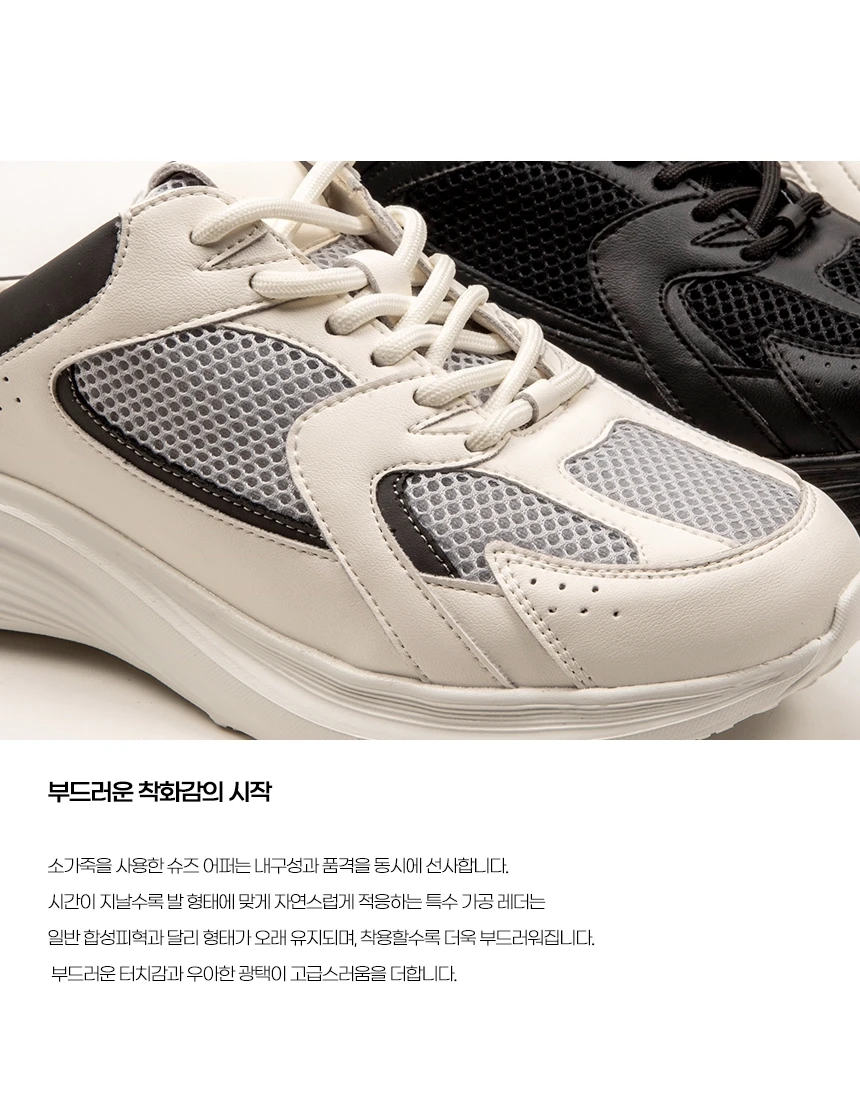 부드러운 착화감의 시작
소가죽을 사용한 슈즈 어퍼는 내구성과 품격을 동시에 선사합니다.
시간이 지날수록 발 형태에 맞게 자연스럽게 적응하는 특수 가공 레더는
일반 합성피혁과 달리 형태가 오래 유지되며, 착용할수록 더욱 부드러워집니다.
부드러운 터치감과 우아한 광택이 고급스러움을 더합니다.